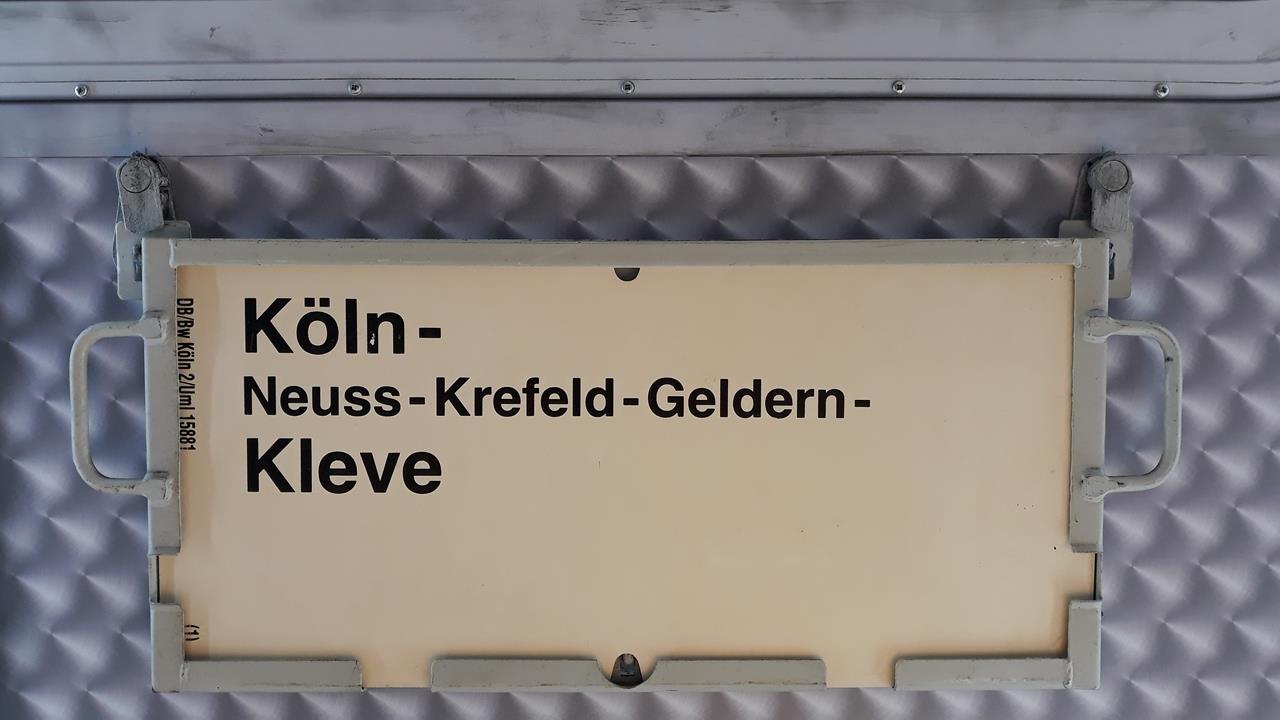 Köln-
Neuss-Krefeld-Geldern-
Kleve
DB/Bw Köln 2/Uml 15881
(1)